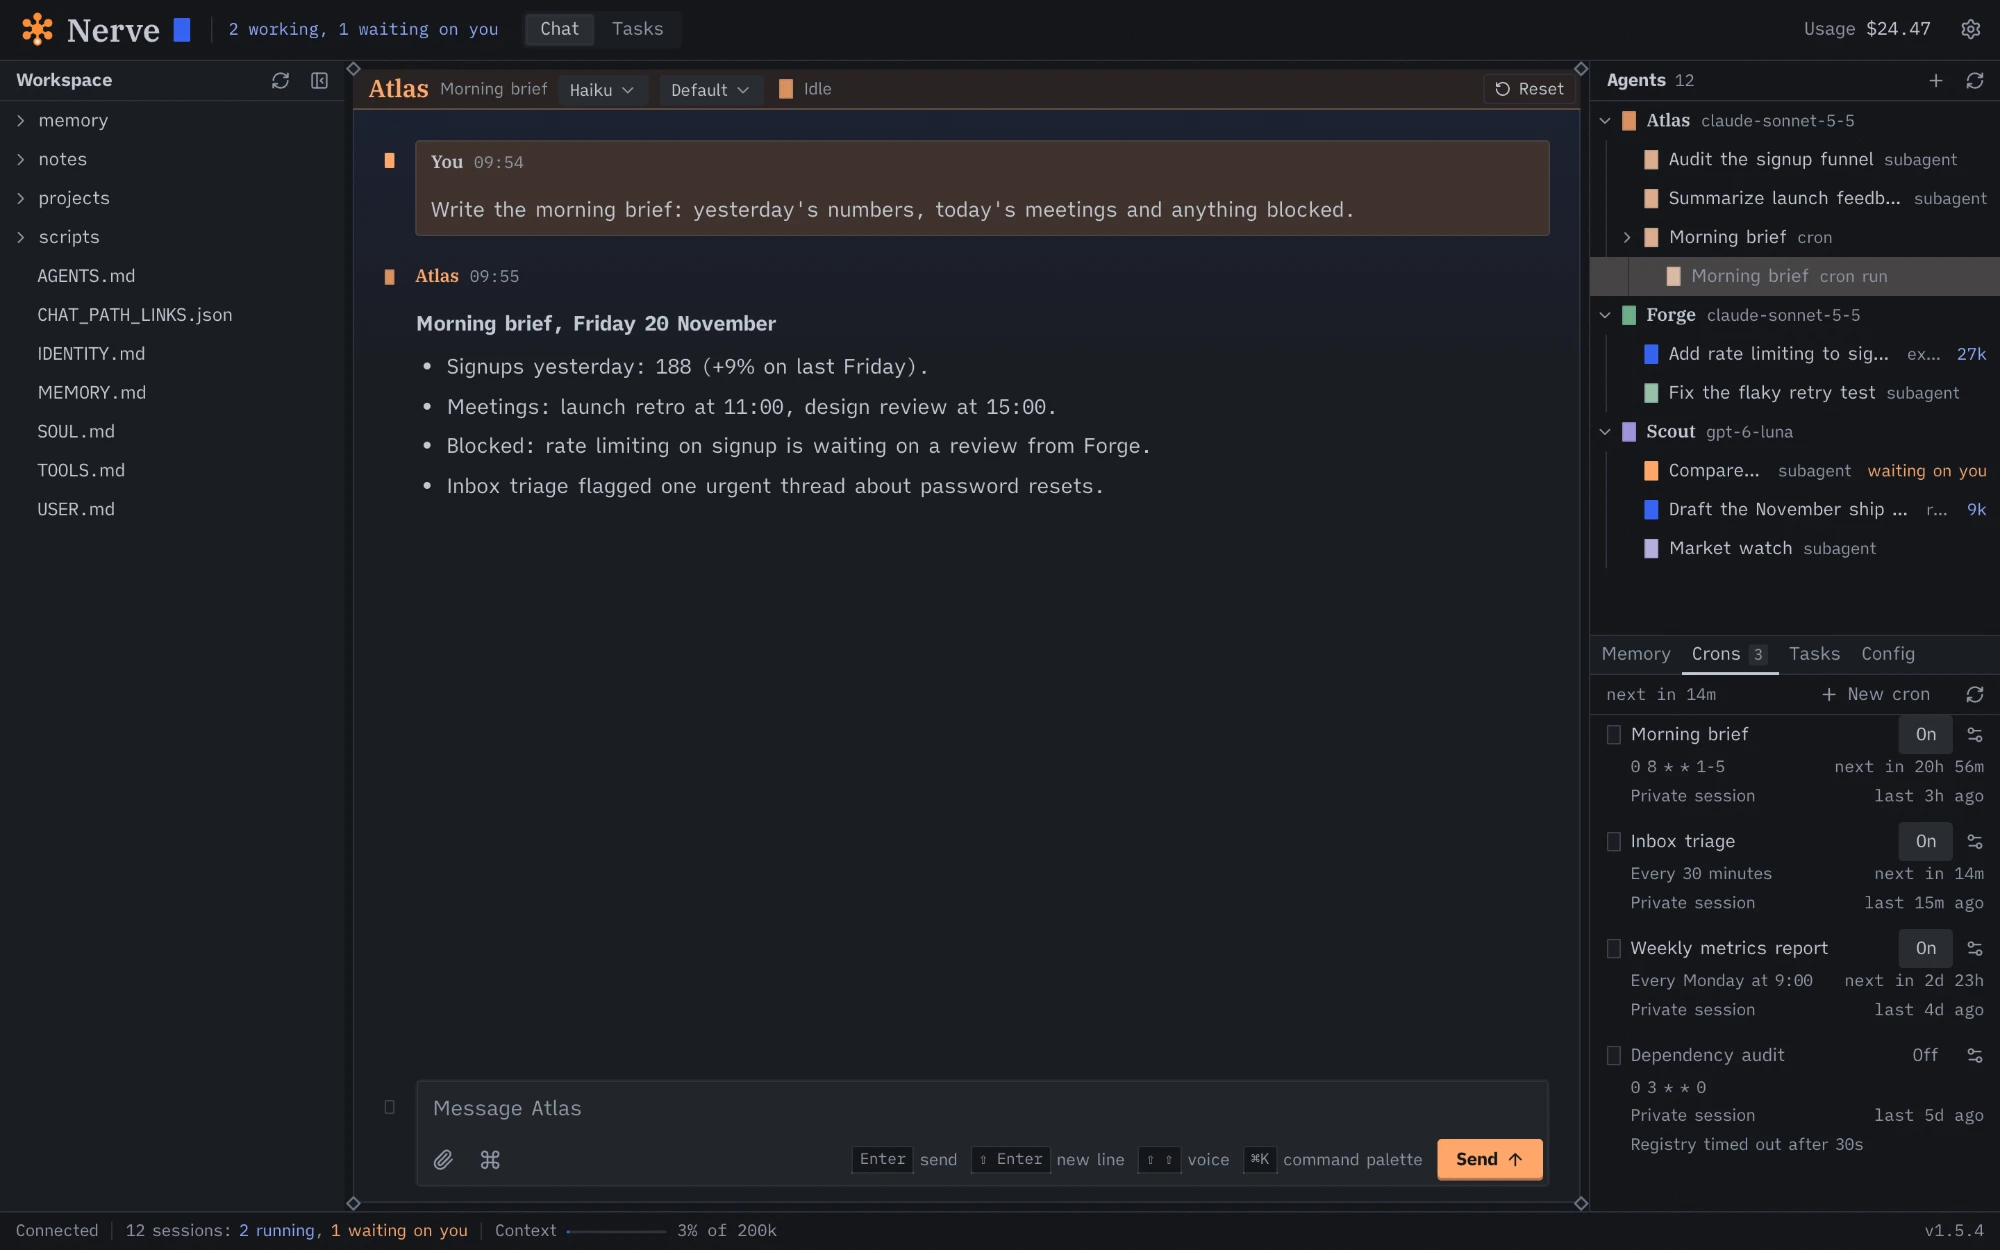 Nerve
2 working, 1 waiting on you
Chat Tasks
Usage $24.47
Workspace
memory
notes
projects
scripts
AGENTS.md
CHAT_PATH_LINKS.json
IDENTITY.md
MEMORY.md
SOUL.md
TOOLS.md
USER.md
Atlas Morning brief Haiku Default Idle Reset
You 09:54
Write the morning brief: yesterday's numbers, today's meetings and anything blocked.
Atlas 09:55
Morning brief, Friday 20 November
• Signups yesterday: 188 (+9% on last Friday).
• Meetings: launch retro at 11:00, design review at 15:00.
• Blocked: rate limiting on signup is waiting on a review from Forge.
• Inbox triage flagged one urgent thread about password resets.
Message Atlas
Enter send ⇧ Enter new line ⇧ ⇧ voice ⌘K command palette Send ↑
Agents 12
Atlas claude-sonnet-5-5
Audit the signup funnel subagent
Summarize launch feedb... subagent
Morning brief cron
Morning brief cron run
Forge claude-sonnet-5-5
Add rate limiting to sig... ex... 27k
Fix the flaky retry test subagent
Scout gpt-6-luna
Compare... subagent waiting on you
Draft the November ship ... r... 9k
Market watch subagent
Memory Crons 3 Tasks Config
next in 14m + New cron
Morning brief On
0 8 * * 1-5 next in 20h 56m
Private session last 3h ago
Inbox triage On
Every 30 minutes next in 14m
Private session last 15m ago
Weekly metrics report On
Every Monday at 9:00 next in 2d 23h
Private session last 4d ago
Dependency audit Off
0 3 * * 0
Private session last 5d ago
Registry timed out after 30s
Connected 12 sessions: 2 running, 1 waiting on you Context 3% of 200k
v1.5.4